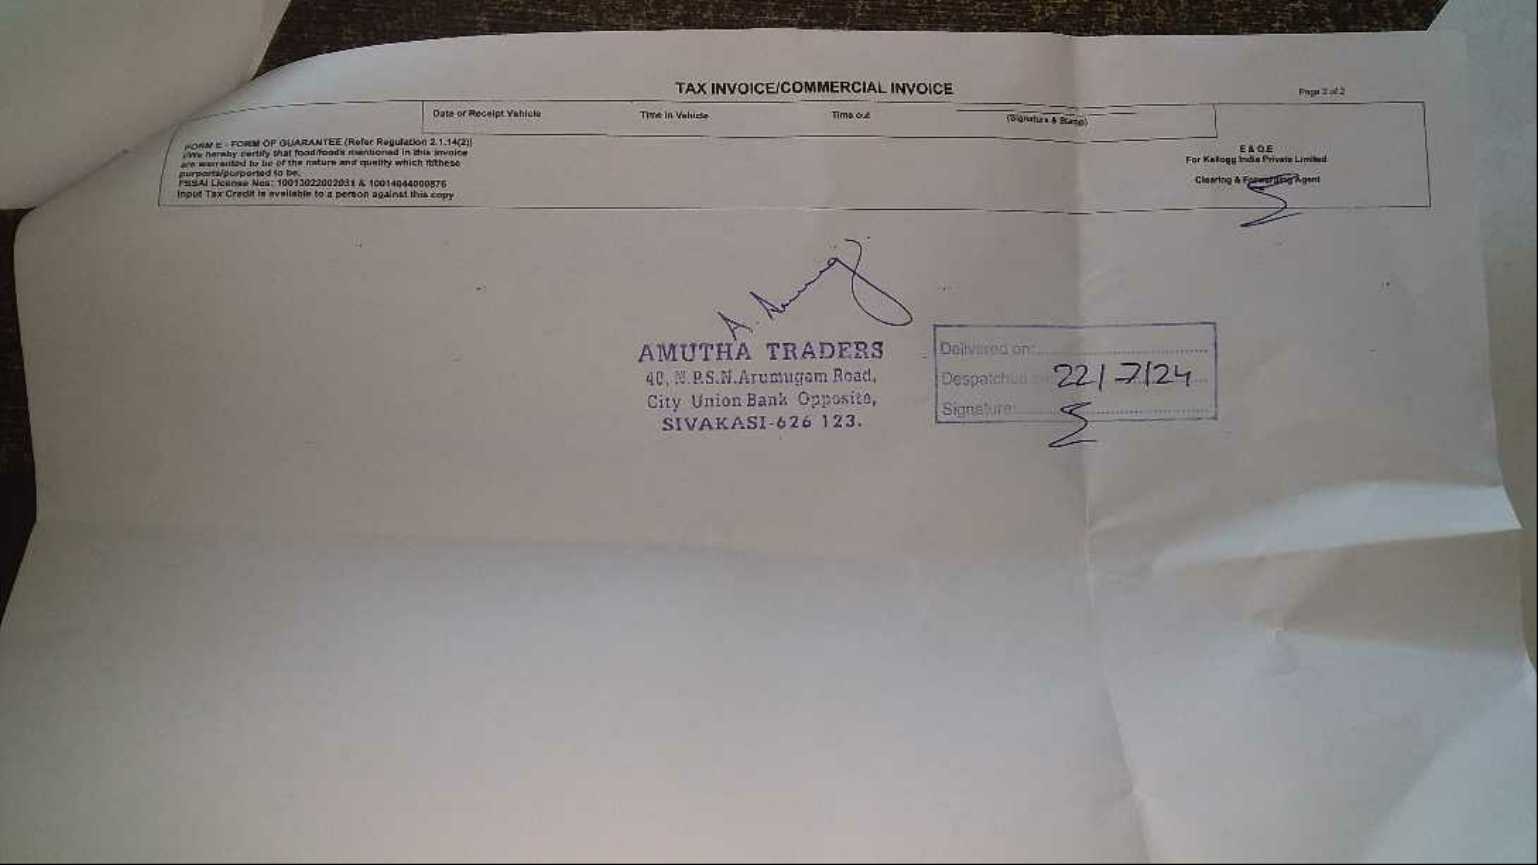 TAX INVOICE/COMMERCIAL INVOICE
Page 2 of 2
Date of Receipt Vehicle
Time in Vehicle
Time out
(Signature & Stamp)
FORM E - FORM OF GUARANTEE (Refer Regulation 2.1.14(2))
I/We hereby certify that food/foods mentioned in this invoice
are warranted to be of the nature and quality which it/these
purports/purported to be.
FSSAI License Nos: 10013022002031 & 10014044000876
Input Tax Credit is available to a person against this copy
E & O.E
For Kellogg India Private Limited
Clearing & Forwarding Agent
AMUTHA TRADERS
40, N.P.S.N.Arumugam Road,
City Union Bank Opposite,
SIVAKASI-626 123.
Delivered on:
Despatched 22/7/24
Signature: